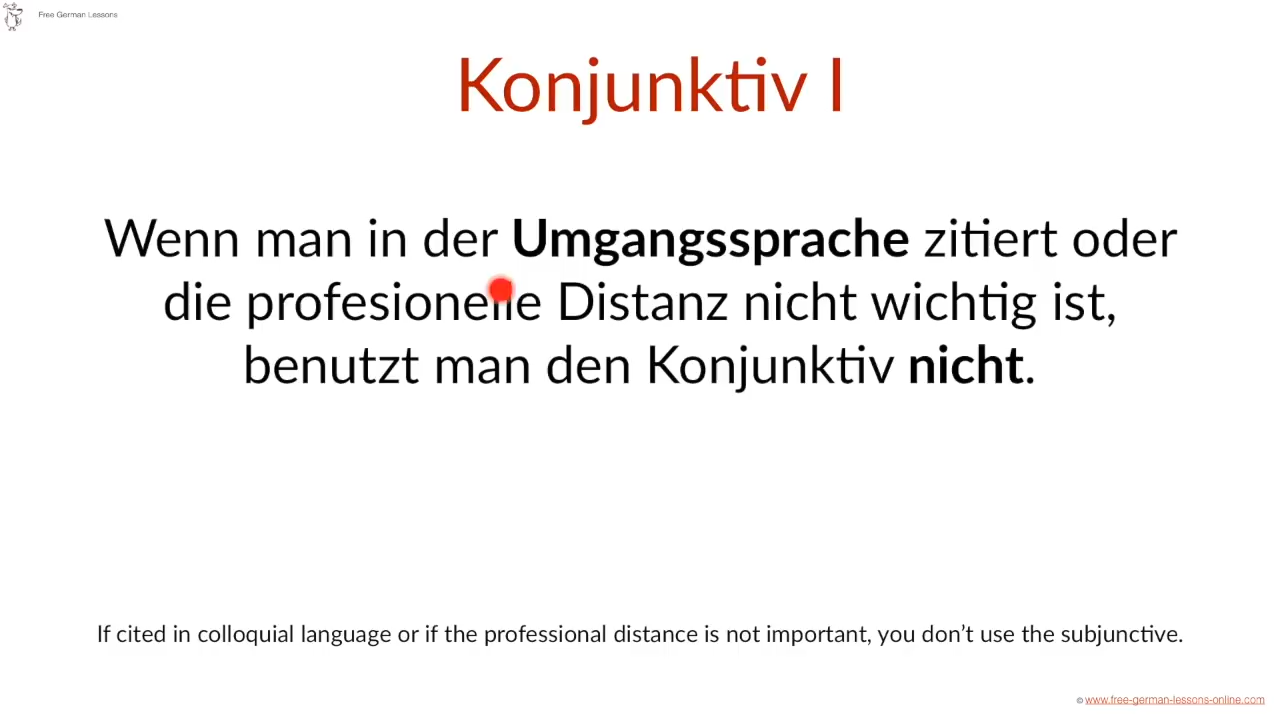 Free German Lessons
Konjunktiv I
Wenn man in der Umgangssprache zitiert oder
die profesionelle Distanz nicht wichtig ist,
benutzt man den Konjunktiv nicht.
If cited in colloquial language or if the professional distance is not important, you don’t use the subjunctive.
© www.free-german-lessons-online.com